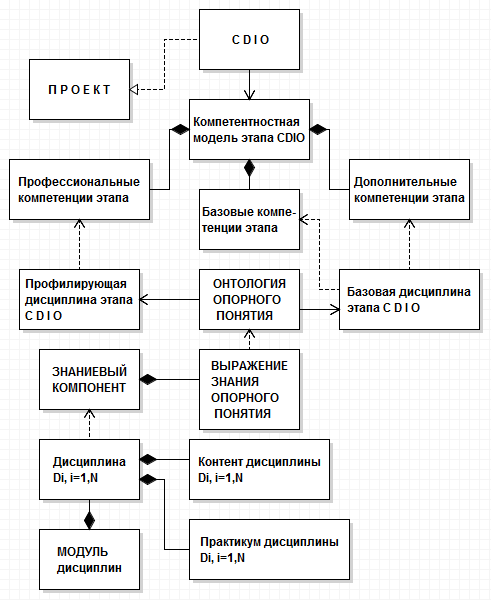 C D I O
П Р О Е К Т
Компетентностная
модель этапа CDIO
Профессиональные
компетенции этапа
Базовые компе-
тенции этапа
Дополнительные
компетенции этапа
Профилирующая
дисциплина этапа
C D I O
ОНТОЛОГИЯ
ОПОРНОГО
ПОНЯТИЯ
Базовая дисциплина
этапа C D I O
ЗНАНИЕВЫЙ
КОМПОНЕНТ
ВЫРАЖЕНИЕ
ЗНАНИЯ
ОПОРНОГО
ПОНЯТИЯ
Дисциплина
Di, i=1,N
Контент дисциплины
Di, i=1,N
МОДУЛЬ
дисциплин
Практикум дисциплины
Di, i=1,N